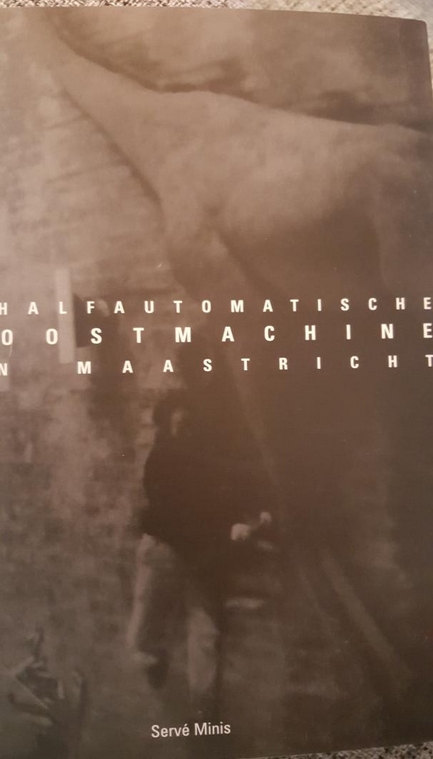 HALFAUTOMATISCHE
OOSTMACHINE
N MAASTRICHT
Servé Minis